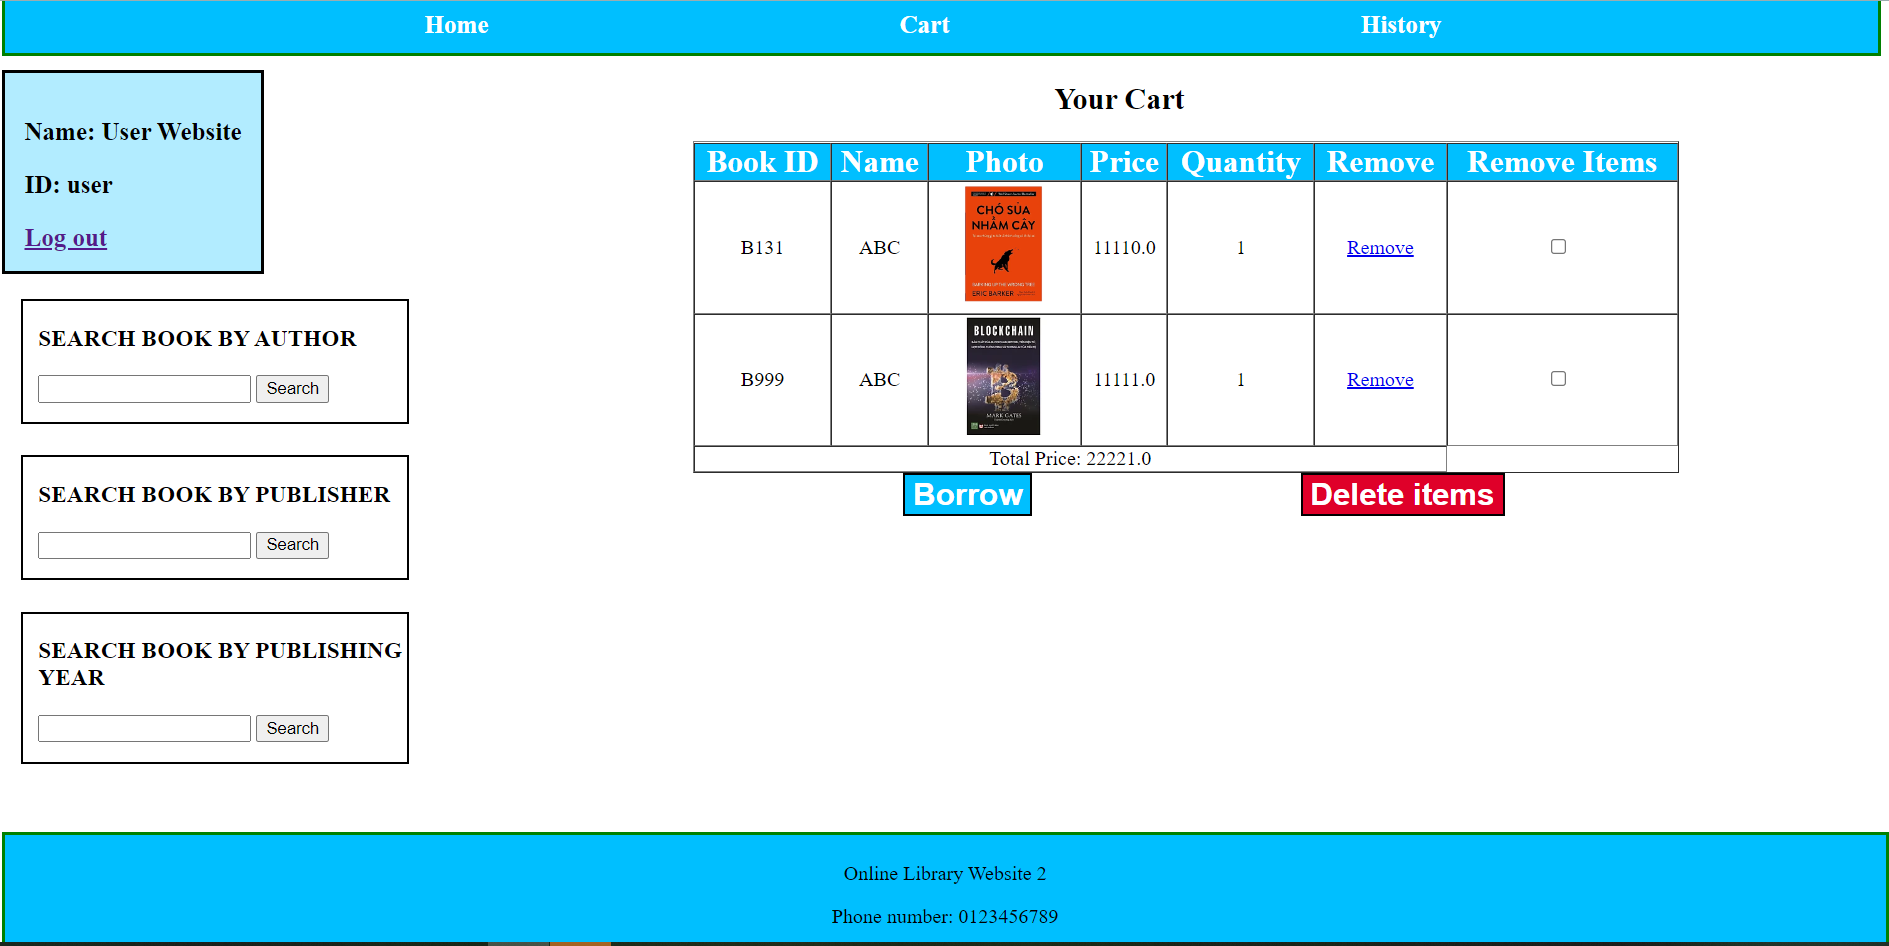 Home Cart History
Name: User Website
ID: user
Log out
SEARCH BOOK BY AUTHOR
Search
SEARCH BOOK BY PUBLISHER
Search
SEARCH BOOK BY PUBLISHING
YEAR
Search
Your Cart
Book ID Name Photo Price Quantity Remove Remove Items
CHÓ SỦA
NHẦM CÂY
ERIC BARKER
B131 ABC 11110.0 1 Remove
BLOCKCHAIN
MARK GATES
B999 ABC 11111.0 1 Remove
Total Price: 22221.0
Borrow Delete items
Online Library Website 2
Phone number: 0123456789